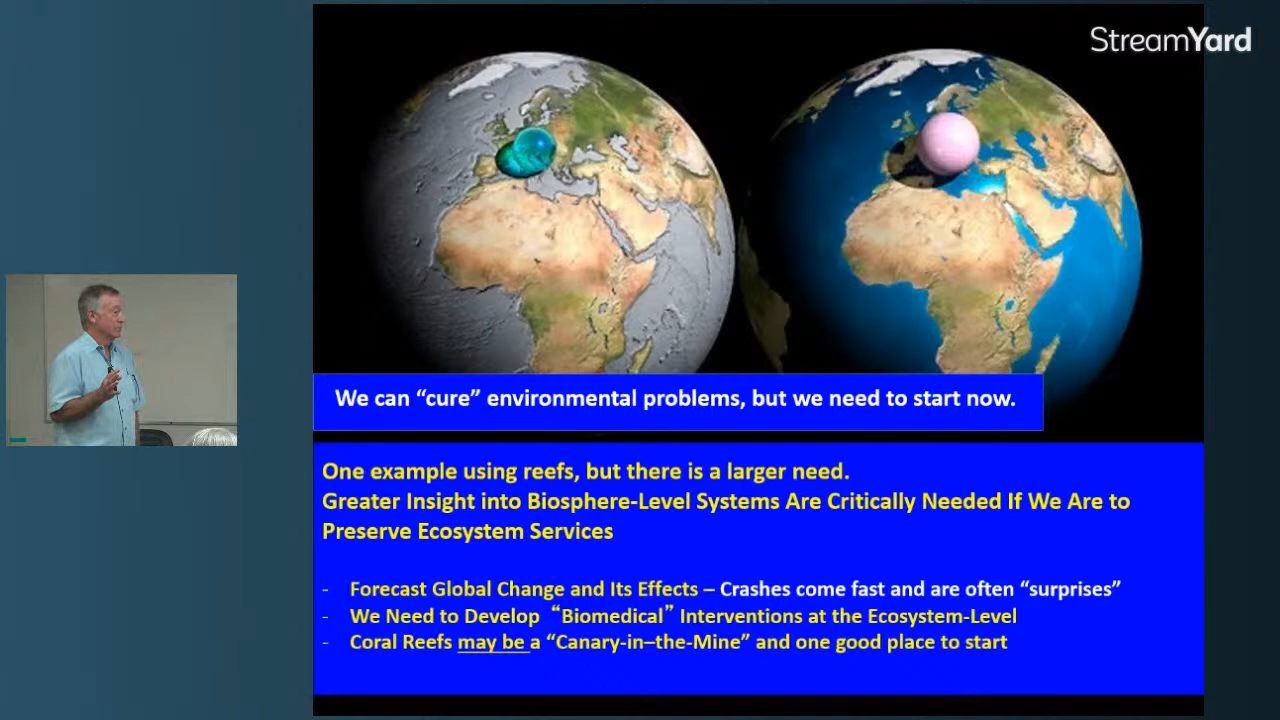 StreamYard
We can “cure” environmental problems, but we need to start now.
One example using reefs, but there is a larger need.
Greater Insight into Biosphere-Level Systems Are Critically Needed If We Are to
Preserve Ecosystem Services
- Forecast Global Change and Its Effects – Crashes come fast and are often “surprises”
- We Need to Develop “Biomedical” Interventions at the Ecosystem-Level
- Coral Reefs may be a “Canary-in–the-Mine” and one good place to start